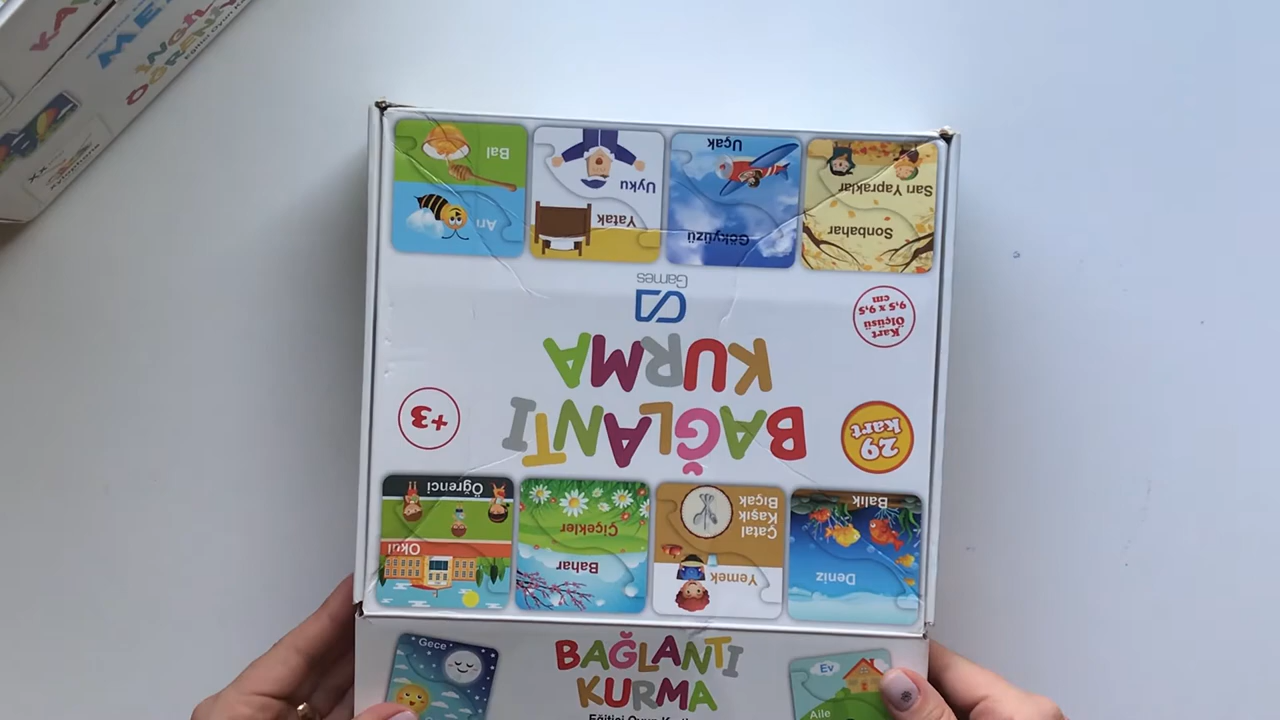 Deniz
Balık
Yemek
Çatal
Kaşık
Bıçak
Bahar
Çiçekler
Okul
Öğrenci
29
kart
BAĞLANTI
KURMA
+3
Kart
Ölçüsü
9,5 x 9,5
cm
Games
Sonbahar
Sarı Yapraklar
Gökyüzü
Uçak
Yatak
Uyku
Arı
Bal
Gece
BAĞLANTI
KURMA
Ev
Aile